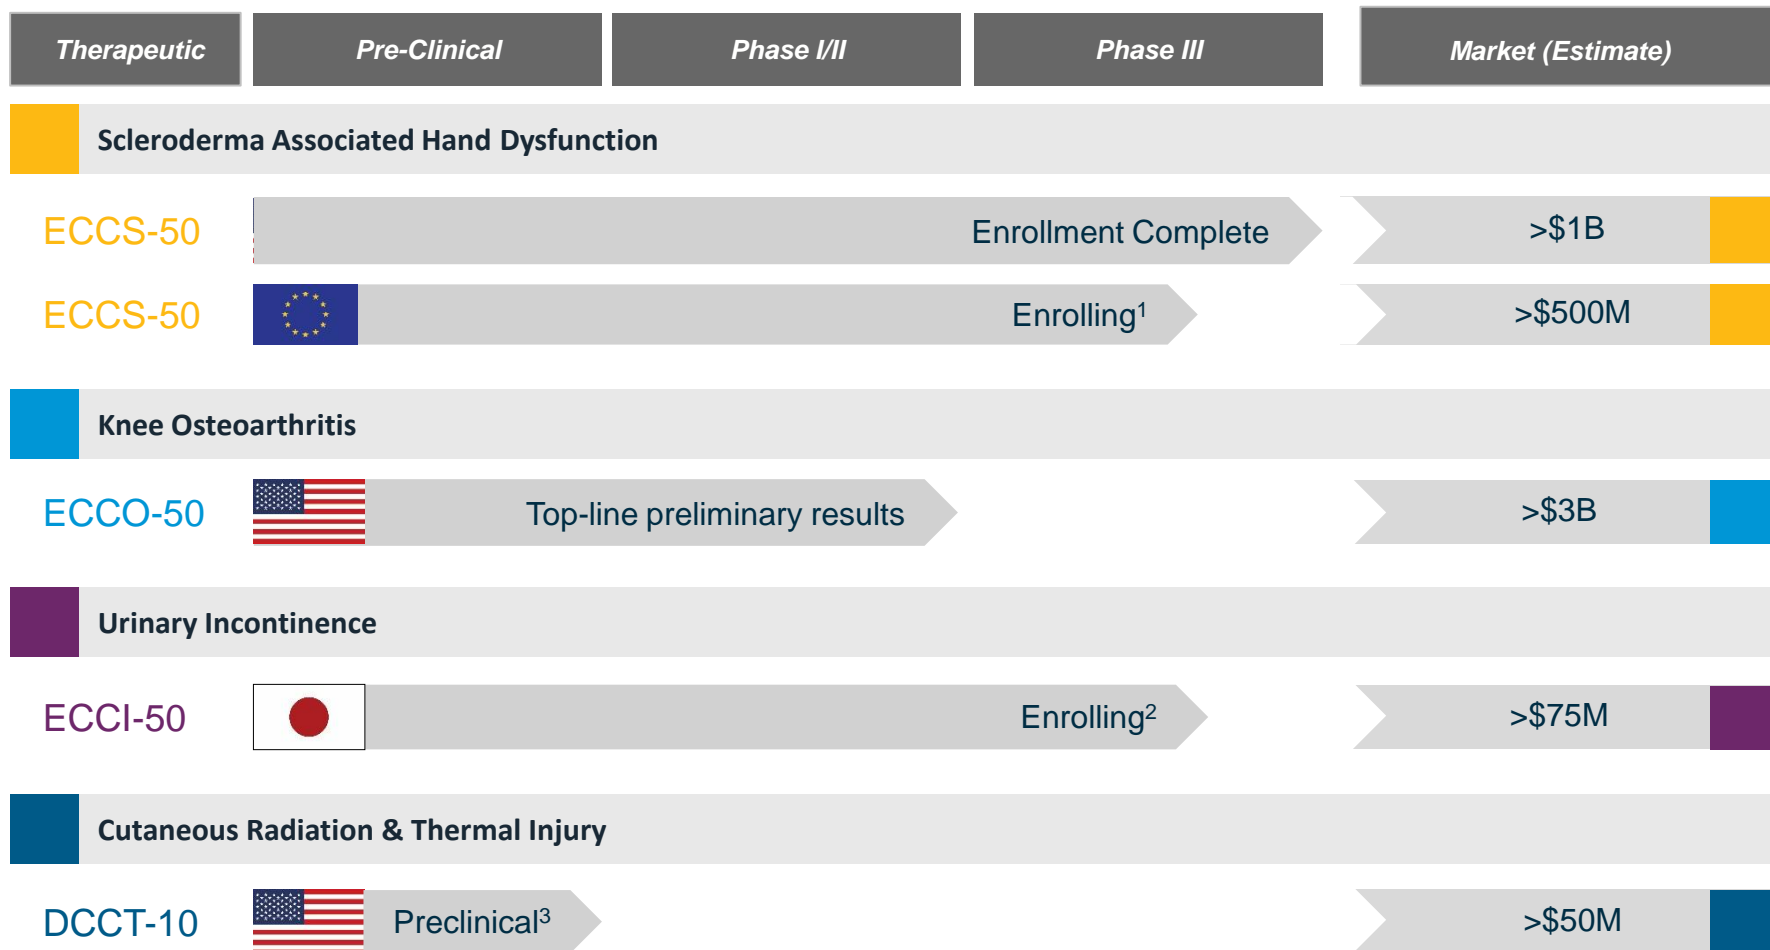 Therapeutic Pre-Clinical Phase I/II Phase III Market (Estimate)
Scleroderma Associated Hand Dysfunction
ECCS-50 Enrollment Complete >$1B
ECCS-50 Enrolling¹ >$500M
Knee Osteoarthritis
ECCO-50 Top-line preliminary results >$3B
Urinary Incontinence
ECCI-50 Enrolling² >$75M
Cutaneous Radiation & Thermal Injury
DCCT-10 Preclinical³ >$50M